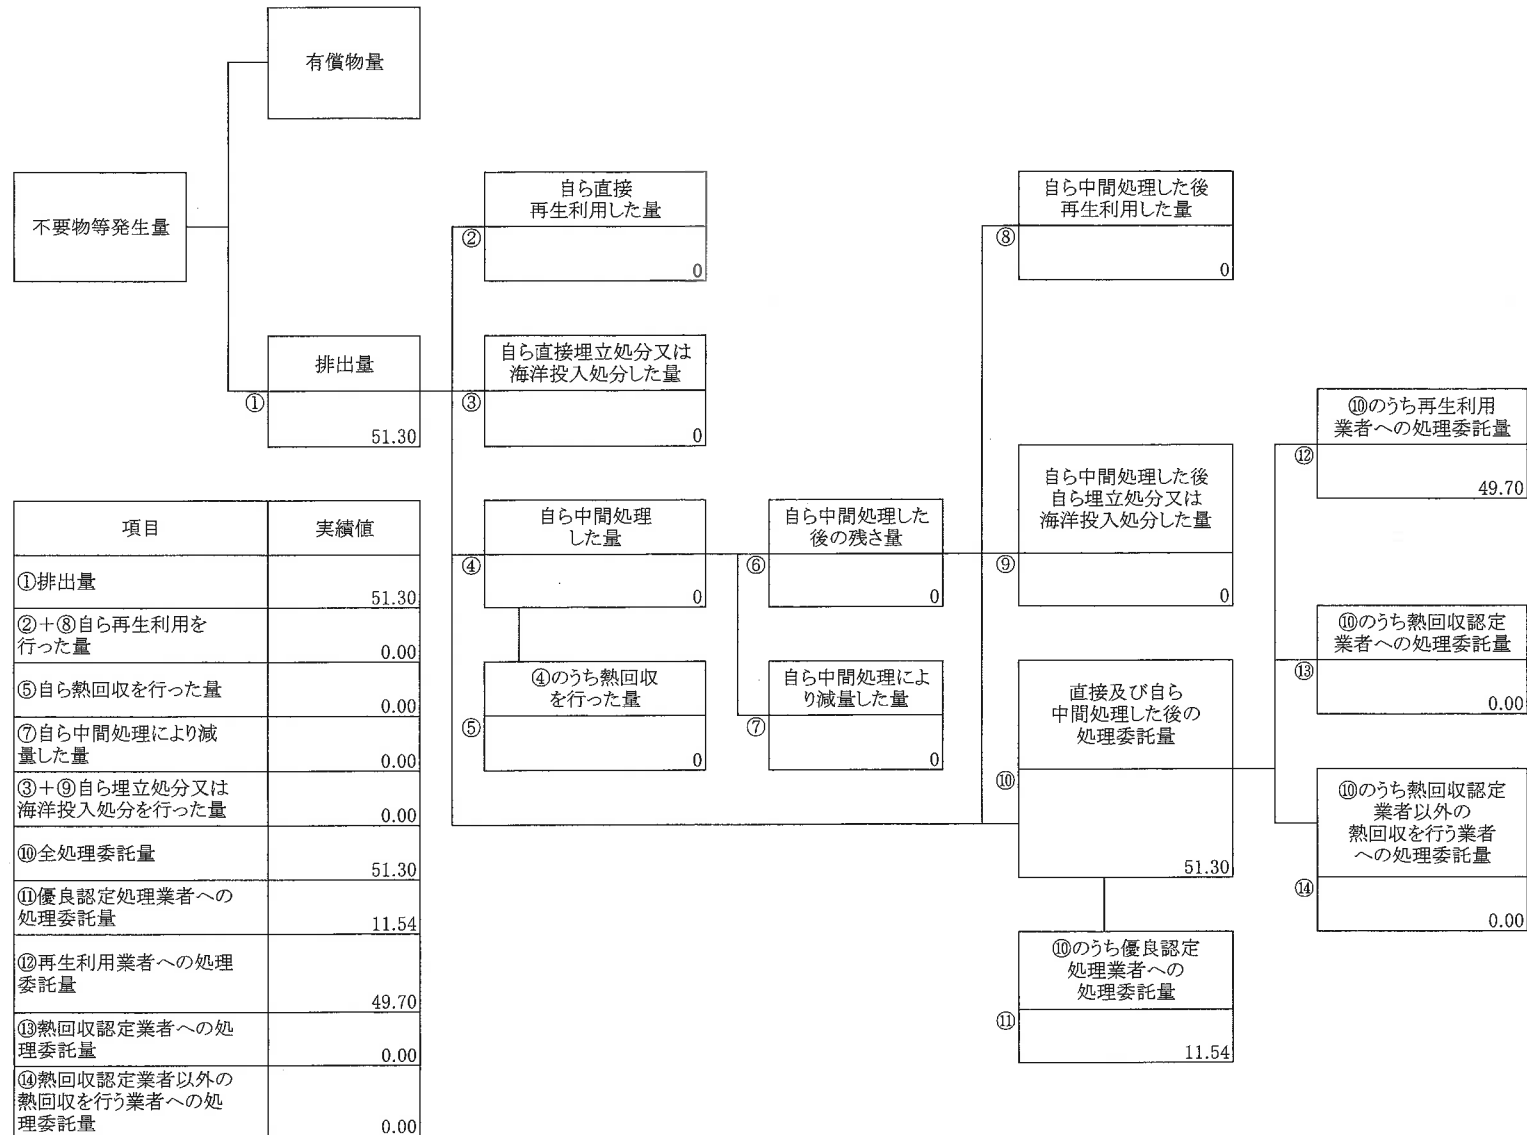 有償物量
不要物等発生量
自ら直接
再生利用した量
②
0
自ら中間処理した後
再生利用した量
⑧
0
排出量
①
51.30
自ら直接埋立処分又は
海洋投入処分した量
③
0
自ら中間処理
した量
④
0
自ら中間処理した
後の残さ量
⑥
0
自ら中間処理した後
自ら埋立処分又は
海洋投入処分した量
⑨
0
⑩のうち再生利用
業者への処理委託量
⑫
49.70
④のうち熱回収
を行った量
⑤
0
自ら中間処理によ
り減量した量
⑦
0
直接及び自ら
中間処理した後の
処理委託量
⑩
51.30
⑩のうち熱回収認定
業者への処理委託量
⑬
0.00
⑩のうち熱回収認定
業者以外の
熱回収を行う業者
への処理委託量
⑭
0.00
⑩のうち優良認定
処理業者への
処理委託量
⑪
11.54
項目 実績値
①排出量
51.30
②+⑧自ら再生利用を
行った量
0.00
⑤自ら熱回収を行った量
0.00
⑦自ら中間処理により減
量した量
0.00
③+⑨自ら埋立処分又は
海洋投入処分を行った量
0.00
⑩全処理委託量
51.30
⑪優良認定処理業者への
処理委託量
11.54
⑫再生利用業者への処理
委託量
49.70
⑬熱回収認定業者への処
理委託量
0.00
⑭熱回収認定業者以外の
熱回収を行う業者への処
理委託量
0.00